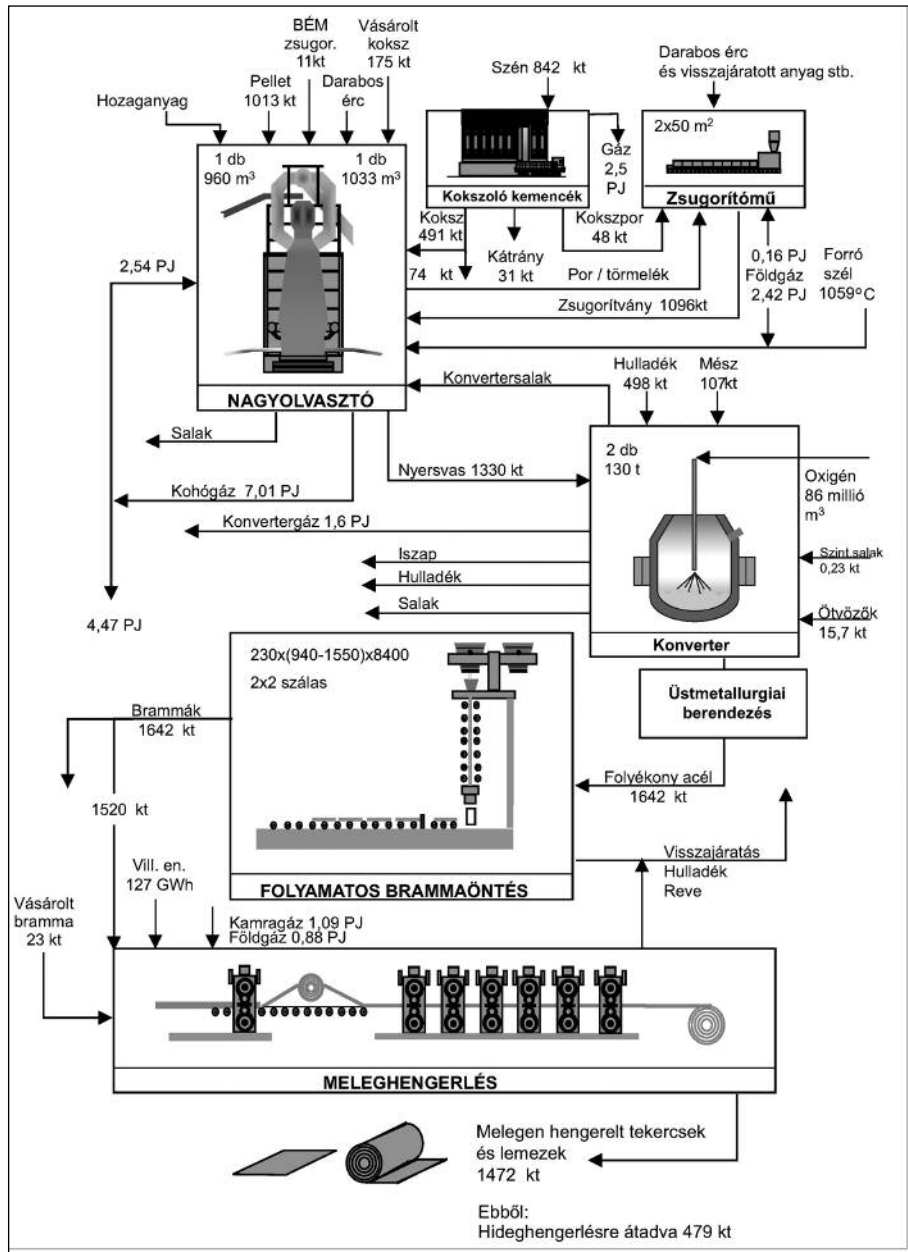 BÉM
zsugor.
11kt
Vásárolt
koksz
175 kt
Pellet
1013 kt
Darabos
érc
Hozaganyag
Szén 842 kt
Darabos érc
és visszajáratott anyag stb.
1 db
960 m³
1 db
1033 m³
Gáz
2,5
PJ
2x50 m²
Kokszoló kemencék
Zsugorítómű
Koksz
491 kt
Kokszpor
48 kt
Kátrány
31 kt
74 kt
Por / törmelék
2,54 PJ
0,16 PJ
Földgáz
2,42 PJ
Forró
szél
1059°C
Zsugorítvány 1096kt
NAGYOLVASZTÓ
Konvertersalak
Hulladék
498 kt
Mész
107kt
Salak
Nyersvas 1330 kt
2 db
130 t
Oxigén
86 millió
m³
Kohógáz 7,01 PJ
Konvertergáz 1,6 PJ
Iszap
Hulladék
Salak
Szint.salak
0,23 kt
Ötvözők
15,7 kt
4,47 PJ
Konverter
230x(940-1550)x8400
2x2 szálas
Üstmetallurgiai
berendezés
Brammák
1642 kt
Folyékony acél
1642 kt
1520 kt
Visszajáratás
Hulladék
Reve
FOLYAMATOS BRAMMAÖNTÉS
Vill. en.
127 GWh
Vásárolt
bramma
23 kt
Kamragáz 1,09 PJ
Földgáz 0,88 PJ
MELEGHENGERLÉS
Melegen hengerelt tekercsek
és lemezek
1472 kt
Ebből:
Hideghengerlésre átadva 479 kt